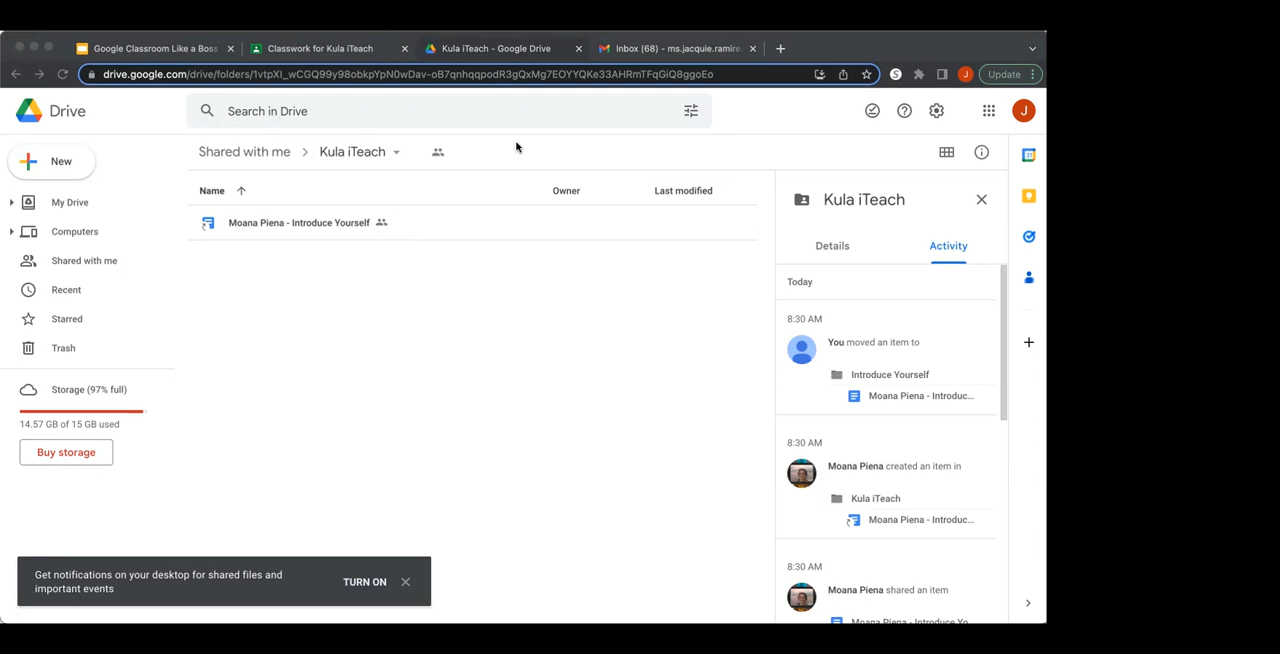 Google Classroom Like a Boss
Classwork for Kula iTeach
Kula iTeach - Google Drive
Inbox (68) - ms.jacquie.ramire
drive.google.com/drive/folders/1vtpXI_wCGQ99y98obkpYpN0wDav-oB7qnhqqpodR3gQxMg7EOYYQKe33AHRmTFqGiQ8ggoEo
S
J
Update
Drive
Search in Drive
J
New
Shared with me
Kula iTeach
My Drive
Computers
Shared with me
Recent
Starred
Trash
Storage (97% full)
14.57 GB of 15 GB used
Buy storage
Name
Owner
Last modified
Moana Piena - Introduce Yourself
Kula iTeach
Details
Activity
Today
8:30 AM
You moved an item to
Introduce Yourself
Moana Piena - Introduc...
8:30 AM
Moana Piena created an item in
Kula iTeach
Moana Piena - Introduc...
8:30 AM
Moana Piena shared an item
Moana Piena - Introduce Yo
31
Get notifications on your desktop for shared files and
important events
TURN ON